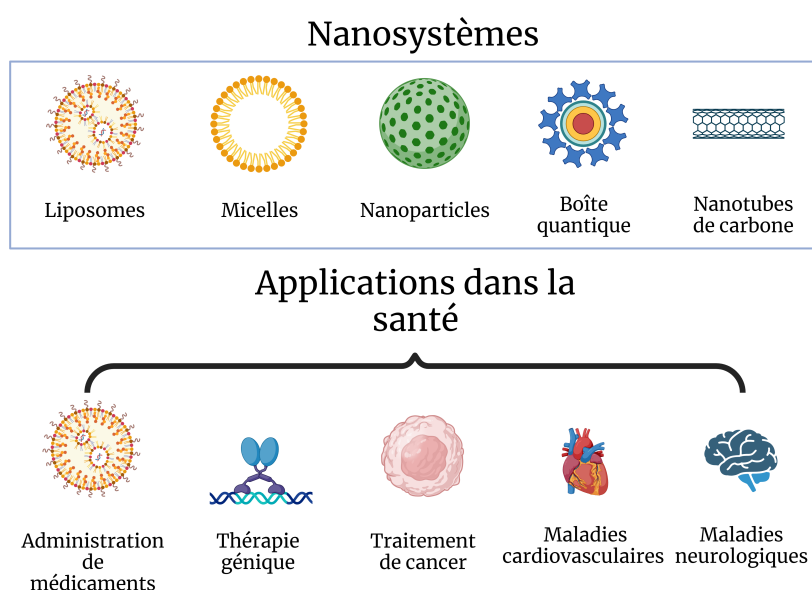 Nanosystèmes
Liposomes
Micelles
Nanoparticles
Boîte
quantique
Nanotubes
de carbone
Applications dans la
santé
Administration
de
médicaments
Thérapie
génique
Traitement
de cancer
Maladies
cardiovasculaires
Maladies
neurologiques